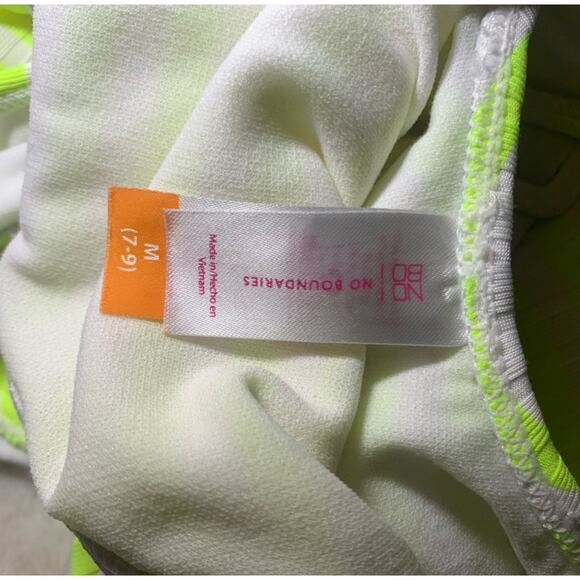 NO
BO
NO BOUNDARIES
Made in/Hecho en
Vietnam
M
(7-9)